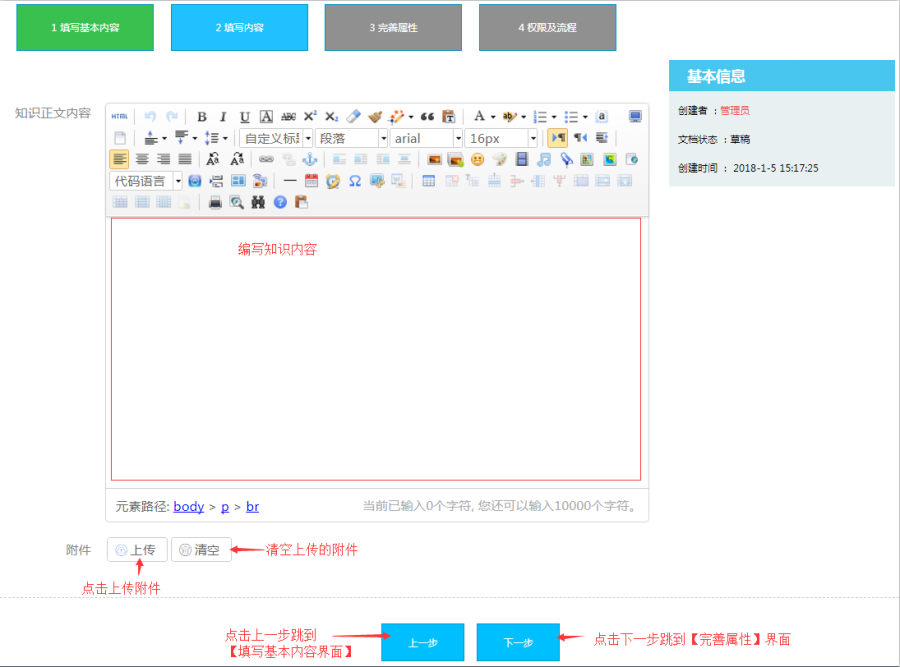 1 填写基本内容
2 填写内容
3 完善属性
4 权限及流程
基本信息
创建者 ：管理员
文档状态 ：草稿
创建时间 ： 2018-1-5 15:17:25
知识正文内容
HTML
B I U A ABC X² X₂
自定义标题
段落
arial
16px
代码语言
编写知识内容
元素路径: body > p > br
当前已输入0个字符, 您还可以输入10000个字符。
附件
上传
清空
清空上传的附件
点击上传附件
点击上一步跳到
【填写基本内容界面】
上一步
下一步
点击下一步跳到【完善属性】界面